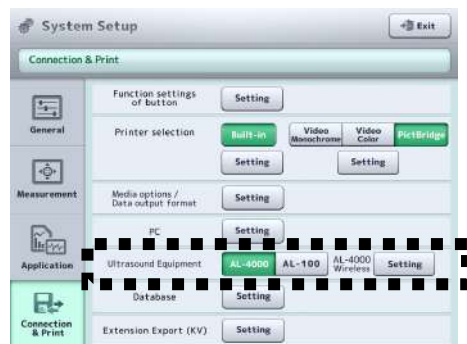 System Setup
Exit
Connection & Print
General
Measurement
Application
Connection
& Print
Function settings
of button
Setting
Printer selection
Built-in
Video
Monochrome
Video
Color
PictBridge
Setting
Setting
Media options /
Data output format
Setting
PC
Setting
Ultrasound Equipment
AL-4000
AL-100
AL-4000
Wireless
Setting
Database
Setting
Extension Export (KV)
Setting